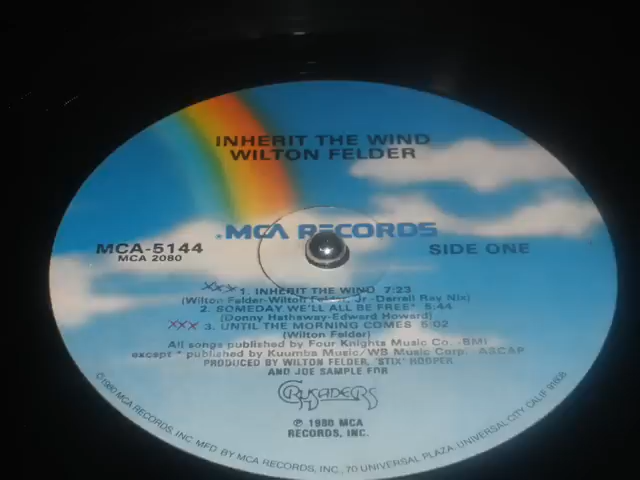 INHERIT THE WIND
WILTON FELDER
MCA RECORDS
MCA-5144
MCA 2080
SIDE ONE
XXX 1. INHERIT THE WIND 7:23
(Wilton Felder-Wilton Felder, Jr.-Derrell Ray Nix)
2. SOMEDAY WE'LL ALL BE FREE* 5:44
(Donny Hathaway-Edward Howard)
XXX 3. UNTIL THE MORNING COMES 5:02
(Wilton Felder)
All songs published by Four Knights Music Co.-BMI
except * published by Kuumba Music/WB Music Corp. ASCAP
PRODUCED BY WILTON FELDER, 'STIX' HOOPER
AND JOE SAMPLE FOR
CRUSADERS
℗ 1980 MCA
RECORDS, INC.
©1980 MCA RECORDS, INC. MFD. BY MCA RECORDS, INC., 70 UNIVERSAL PLAZA, UNIVERSAL CITY, CALIF.